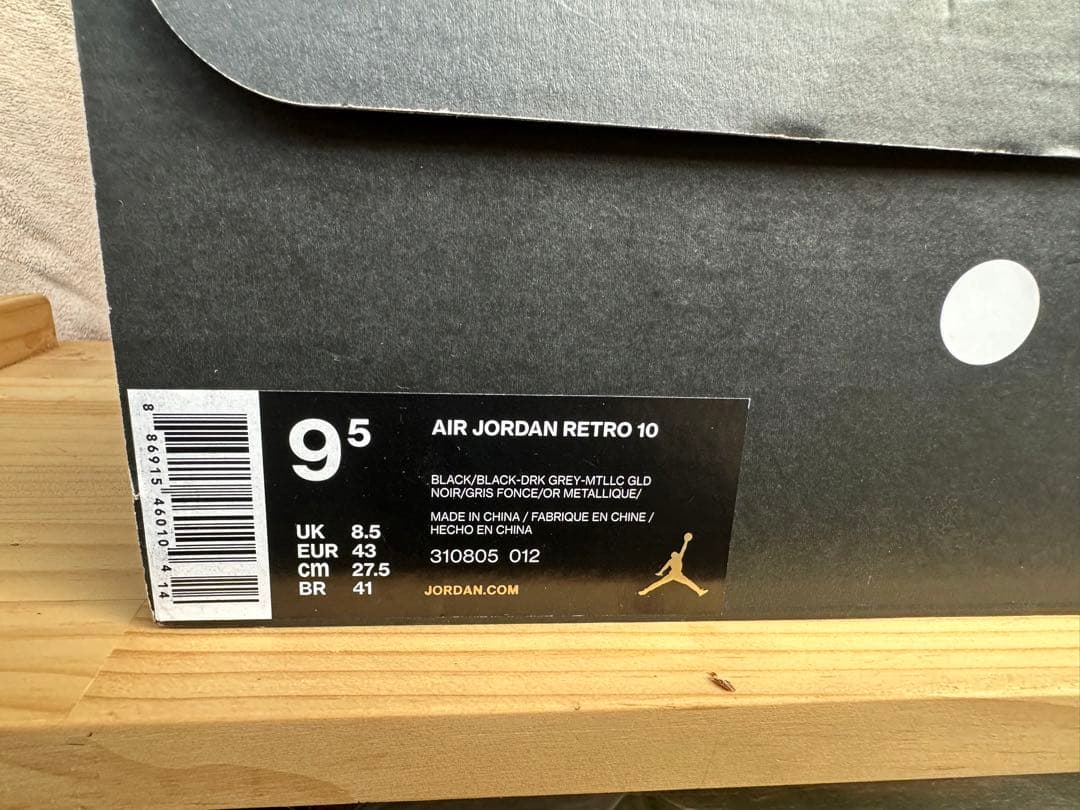 8 86915 46010 4 14
9⁵
UK 8.5
EUR 43
cm 27.5
BR 41
AIR JORDAN RETRO 10
BLACK/BLACK-DRK GREY-MTLLC GLD
NOIR/GRIS FONCE/OR METALLIQUE/
MADE IN CHINA / FABRIQUE EN CHINE /
HECHO EN CHINA
310805 012
JORDAN.COM